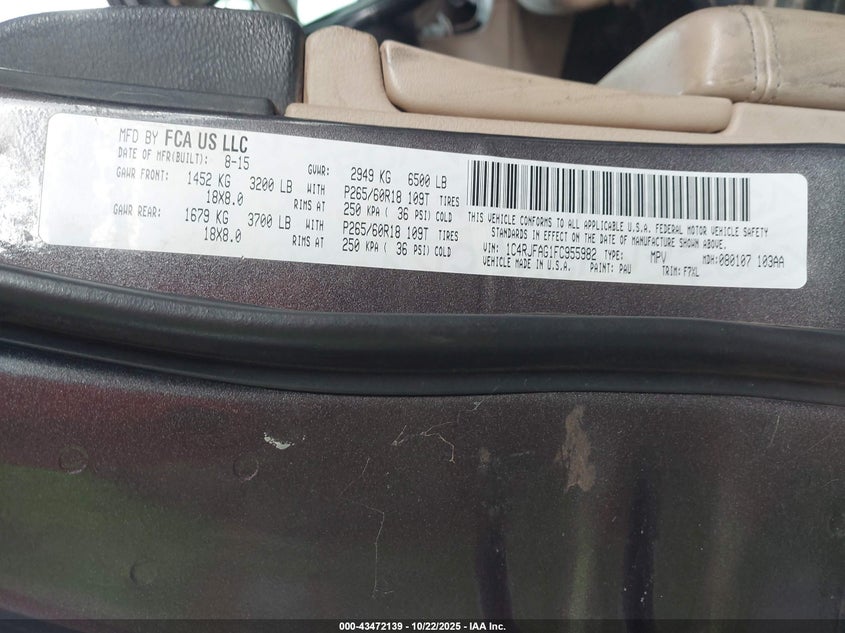 MFD BY FCA US LLC
DATE OF MFR(BUILT): 8-15 GVWR: 2949 KG 6500 LB
GAWR FRONT: 1452 KG 3200 LB WITH P265/60R18 109T TIRES
18X8.0 RIMS AT 250 KPA ( 36 PSI) COLD
GAWR REAR: 1679 KG 3700 LB WITH P265/60R18 109T TIRES
18X8.0 RIMS AT 250 KPA ( 36 PSI) COLD
THIS VEHICLE CONFORMS TO ALL APPLICABLE U.S.A. FEDERAL MOTOR VEHICLE SAFETY
STANDARDS IN EFFECT ON THE DATE OF MANUFACTURE SHOWN ABOVE.
VIN: 1C4RJFAG1FC955982 TYPE: MPV MDH:080107 103AA
VEHICLE MADE IN U.S.A. PAINT: PAU TRIM: F7XL
000-43472139 - 10/22/2025 - IAA Inc.